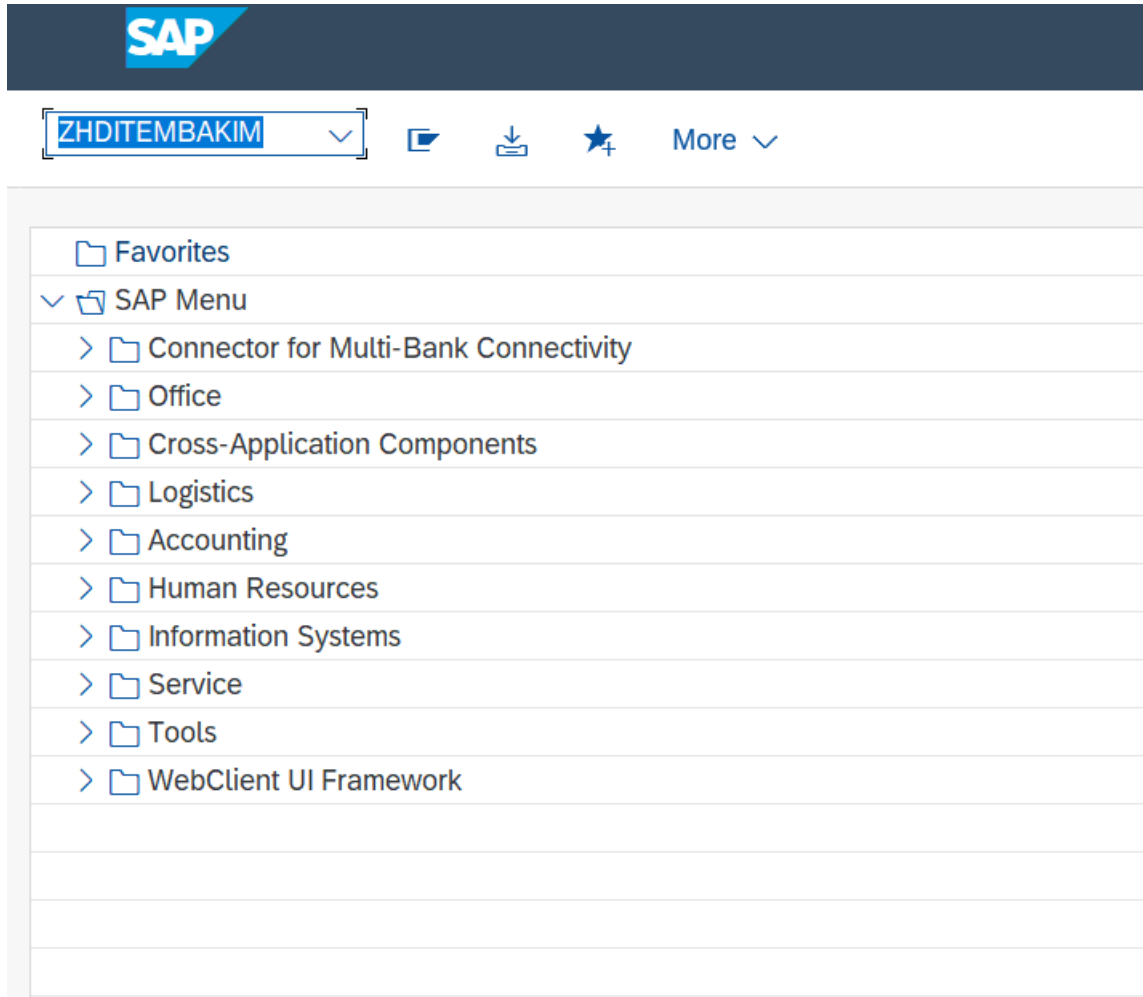 SAP
ZHDITEMBAKIM
More
Favorites
SAP Menu
Connector for Multi-Bank Connectivity
Office
Cross-Application Components
Logistics
Accounting
Human Resources
Information Systems
Service
Tools
WebClient UI Framework